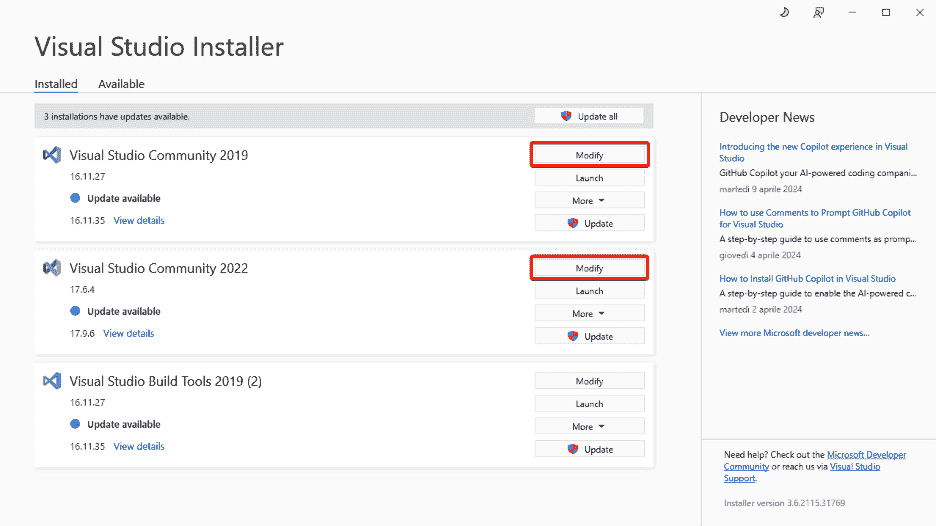 Visual Studio Installer
Installed
Available
3 installations have updates available.
Update all
Visual Studio Community 2019
16.11.27
Update available
16.11.35 View details
Modify
Launch
More
Update
Visual Studio Community 2022
17.6.4
Update available
17.9.6 View details
Modify
Launch
More
Update
Visual Studio Build Tools 2019 (2)
16.11.27
Update available
16.11.35 View details
Modify
Launch
More
Update
Developer News
Introducing the new Copilot experience in Visual
Studio
GitHub Copilot your AI-powered coding compani...
martedì 9 aprile 2024
How to use Comments to Prompt GitHub Copilot
for Visual Studio
A step-by-step guide to use comments as promp...
giovedì 4 aprile 2024
How to Install GitHub Copilot in Visual Studio
A step-by-step guide to enable the AI-powered c...
martedì 2 aprile 2024
View more Microsoft developer news...
Need help? Check out the Microsoft Developer
Community or reach us via Visual Studio
Support.
Installer version 3.6.2115.31769